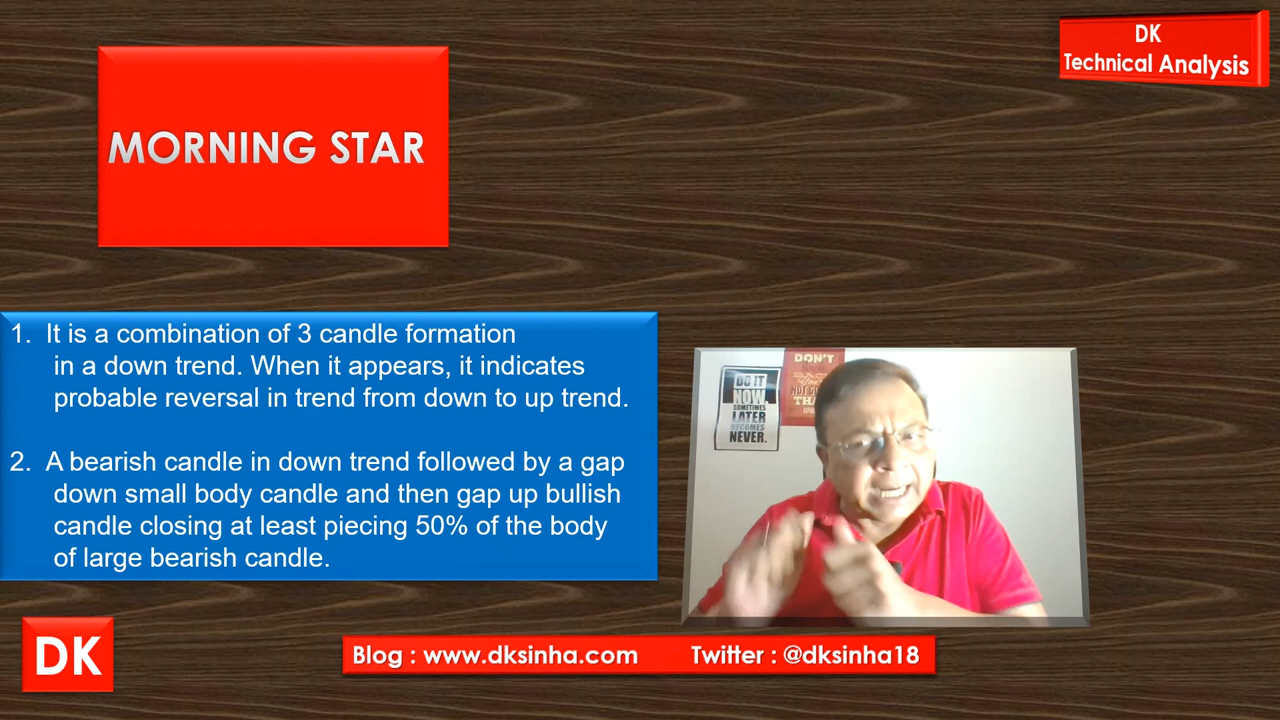 DK
Technical Analysis
MORNING STAR
1. It is a combination of 3 candle formation
in a down trend. When it appears, it indicates
probable reversal in trend from down to up trend.
2. A bearish candle in down trend followed by a gap
down small body candle and then gap up bullish
candle closing at least piecing 50% of the body
of large bearish candle.
DO IT
NOW.
SOMETIMES
LATER
BECOMES
NEVER.
DON'T
DK
Blog : www.dksinha.com Twitter : @dksinha18